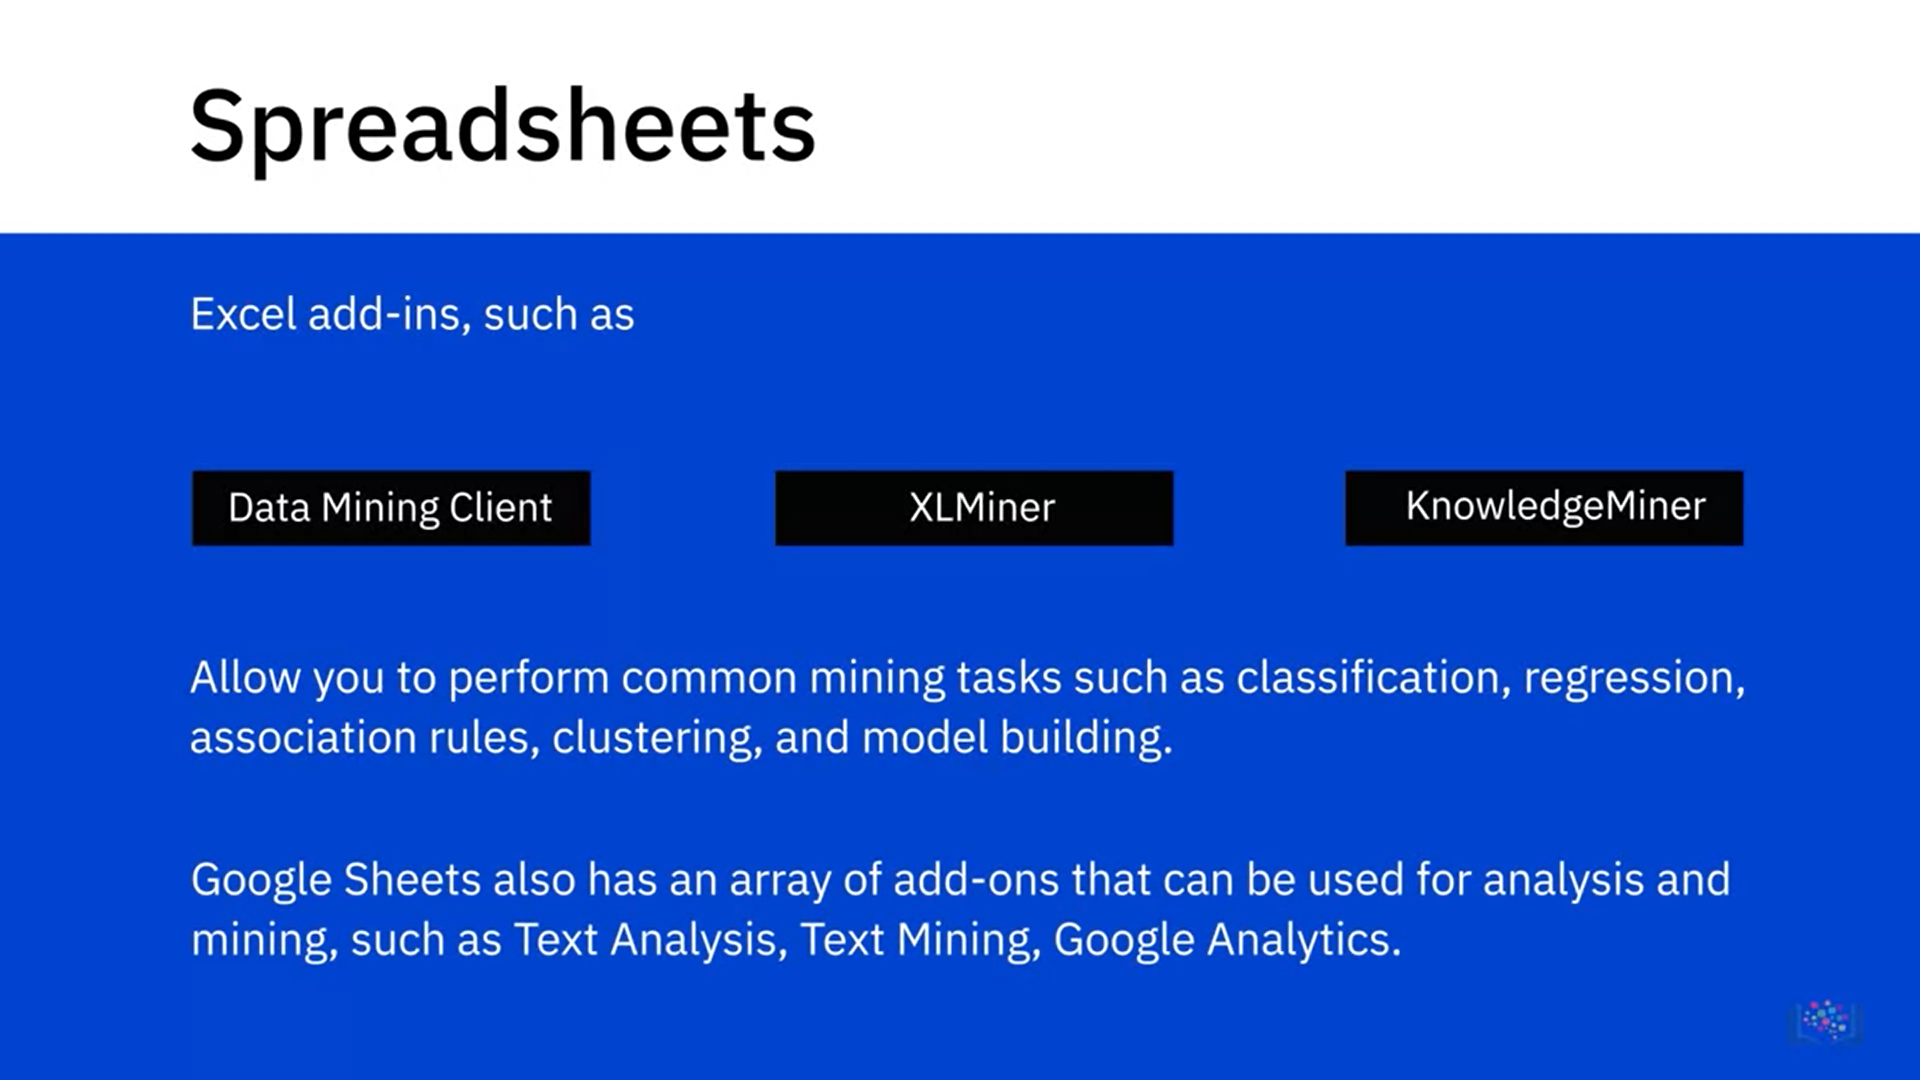 Spreadsheets
Excel add-ins, such as
Data Mining Client
XLMiner
KnowledgeMiner
Allow you to perform common mining tasks such as classification, regression,
association rules, clustering, and model building.
Google Sheets also has an array of add-ons that can be used for analysis and
mining, such as Text Analysis, Text Mining, Google Analytics.